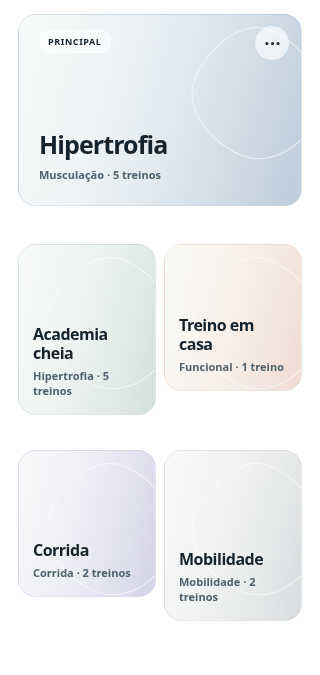 PRINCIPAL
Hipertrofia
Musculação · 5 treinos
Academia
cheia
Hipertrofia · 5
treinos
Treino em
casa
Funcional · 1 treino
Corrida
Corrida · 2 treinos
Mobilidade
Mobilidade · 2
treinos